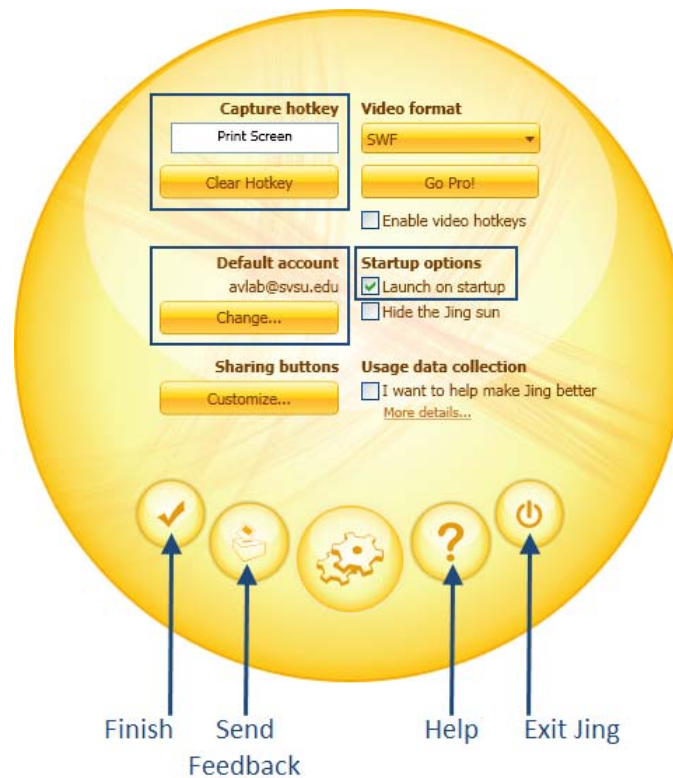 Capture hotkey
Print Screen
Clear Hotkey
Video format
SWF
Go Pro!
Enable video hotkeys
Default account
avlab@svsu.edu
Change...
Startup options
Launch on startup
Hide the Jing sun
Sharing buttons
Customize...
Usage data collection
I want to help make Jing better
More details...
?
Finish
Send
Feedback
Help
Exit Jing